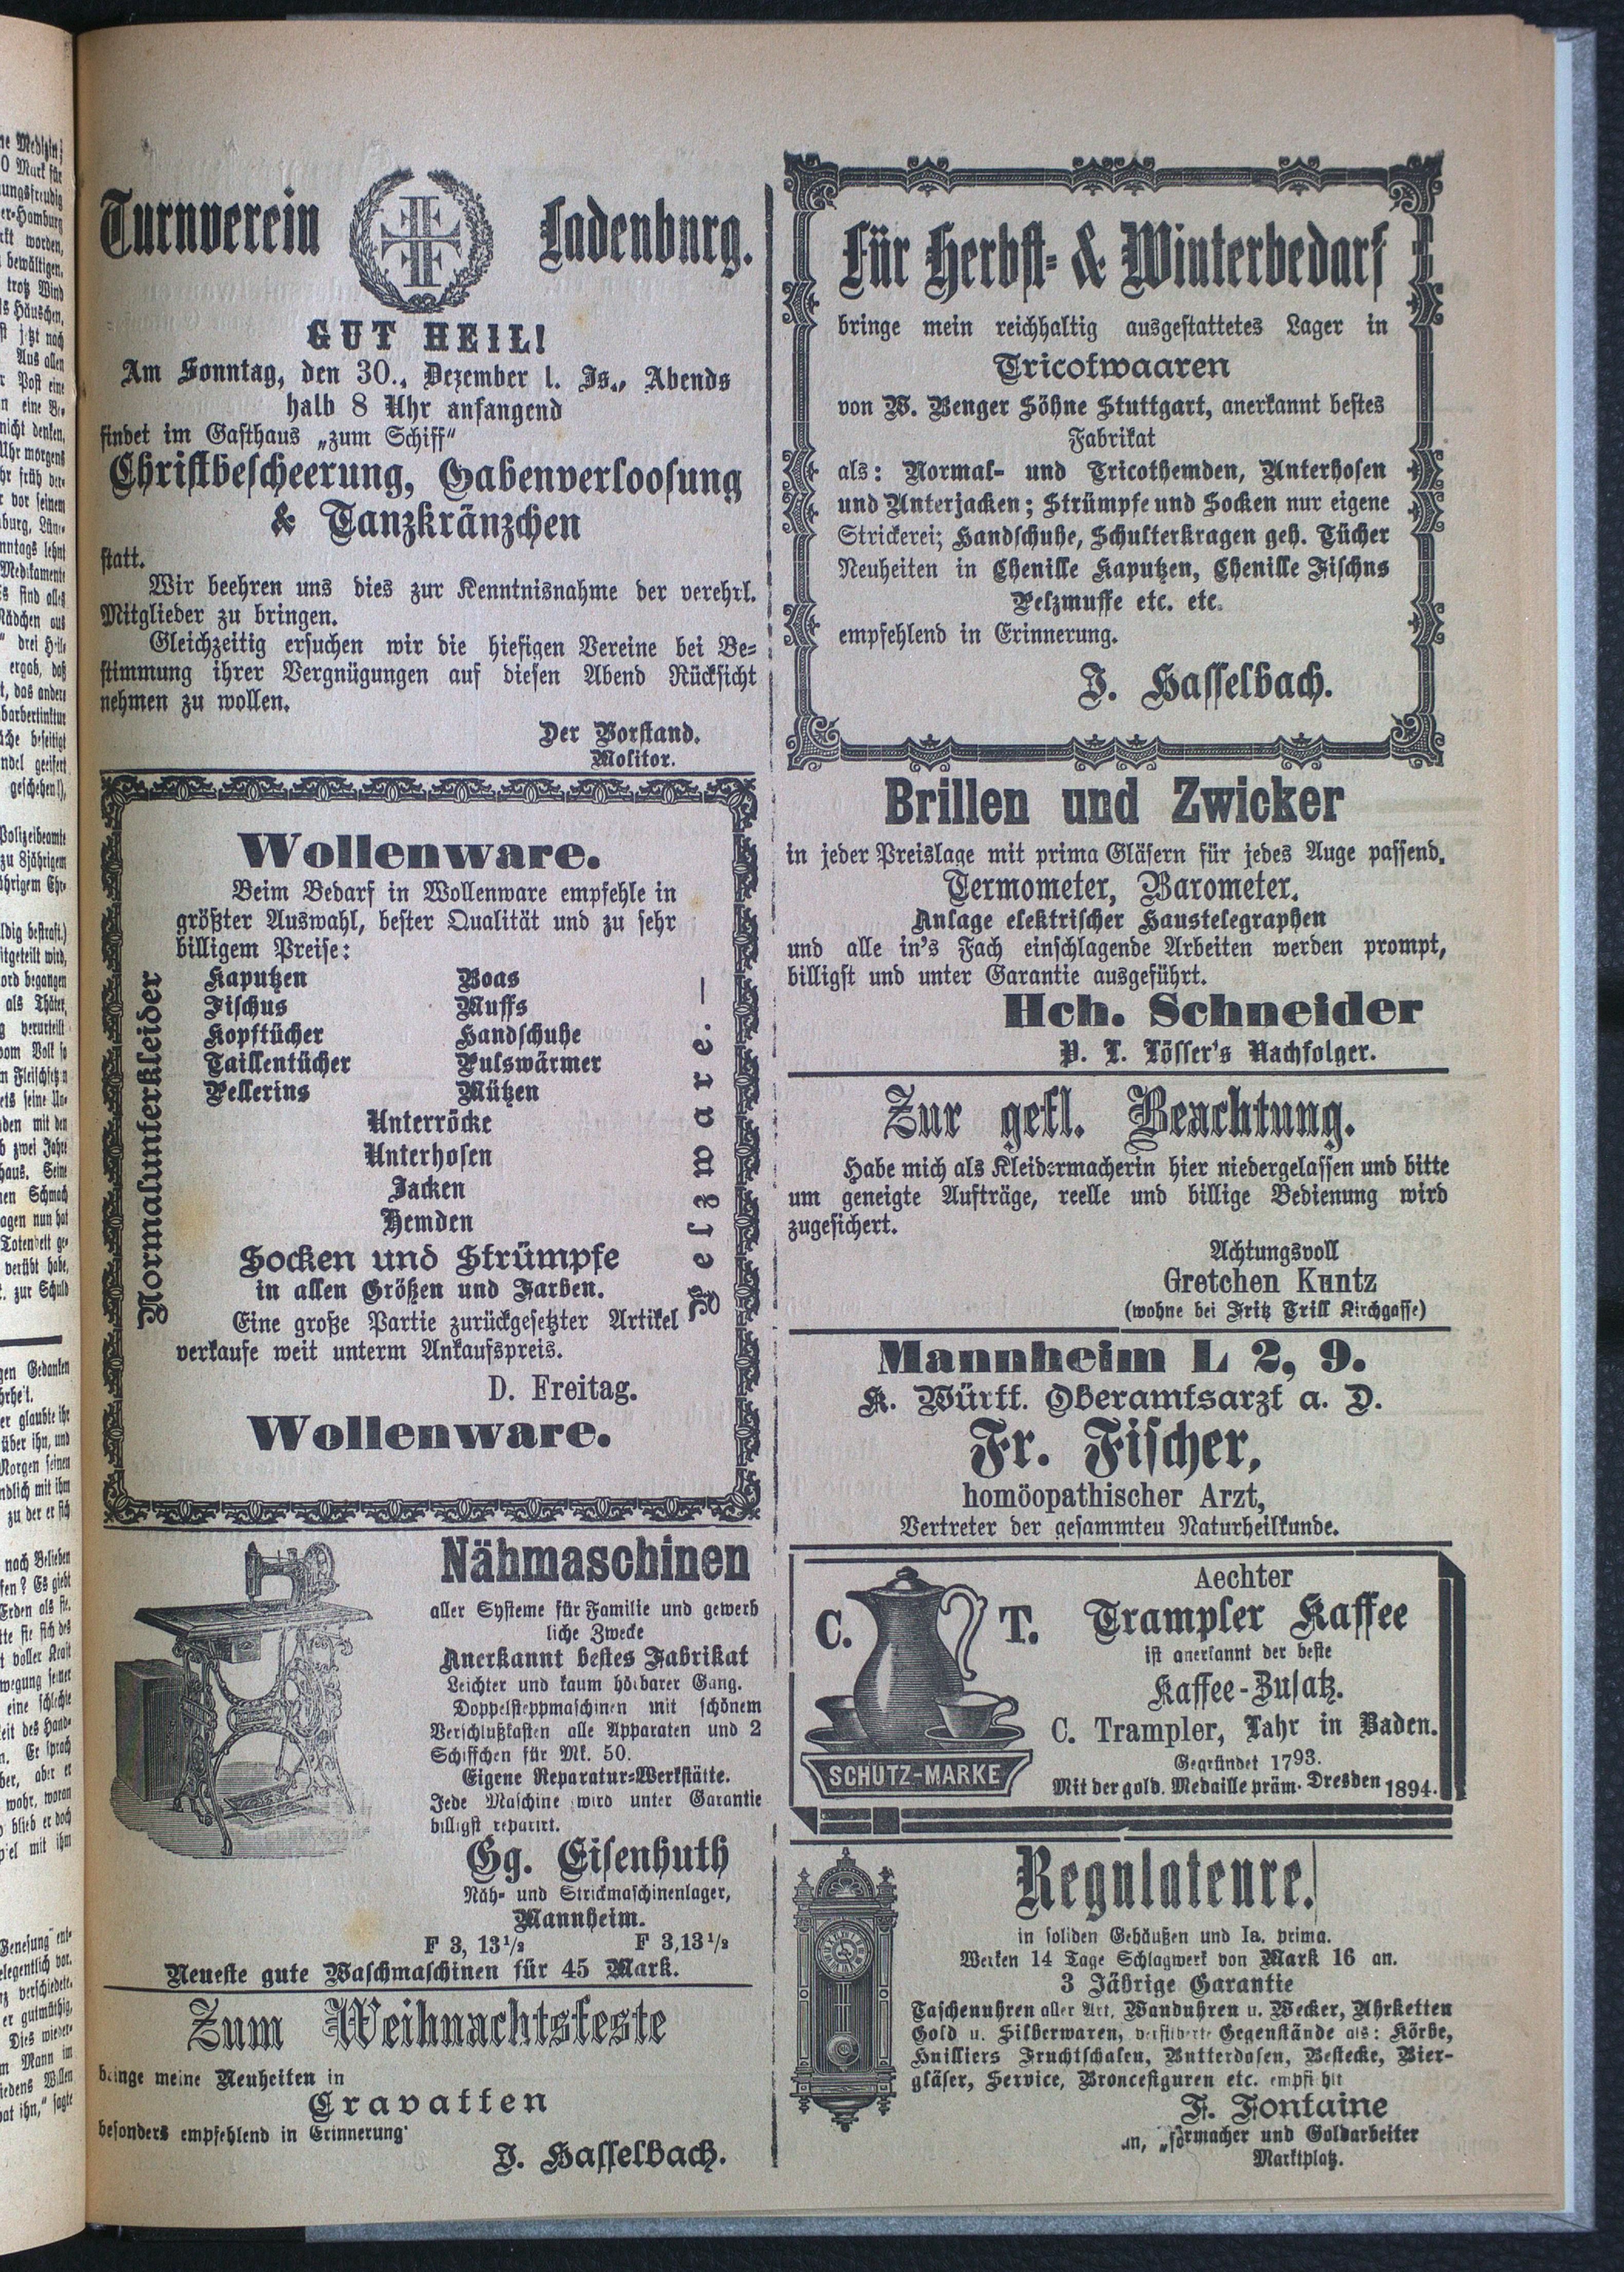 Turnverein Ladenburg.
GUT HEIL!
Am Sonntag, den 30., Dezember l. Js., Abends
halb 8 Uhr anfangend
findet im Gasthaus „zum Schiff“
Christbescheerung, Gabenverloosung
& Tanzkränzchen
statt.
Wir beehren uns dies zur Kenntnisnahme der verehrl.
Mitglieder zu bringen.
Gleichzeitig ersuchen wir die hiesigen Vereine bei Be-
stimmung ihrer Vergnügungen auf diesen Abend Rücksicht
nehmen zu wollen.
Der Vorstand.
Molitor.
Wollenware.
Beim Bedarf in Wollenware empfehle in
größter Auswahl, bester Qualität und zu sehr
billigem Preise:
Normalunterkleider
Kaputzen Boas
Fischus Muffs
Kopftücher Handschuhe
Taillentücher Pulswärmer
Pellerins Mützen
Unterröcke
Unterhosen
Jacken
Hemden
Pelzware. —
Socken und Strümpfe
in allen Größen und Farben.
Eine große Partie zurückgesetzter Artikel
verkaufe weit unterm Ankaufspreis.
D. Freitag.
Wollenware.
Nähmaschinen
aller Systeme für Familie und gewerb
liche Zwecke
Anerkannt bestes Fabrikat
Leichter und kaum hörbarer Gang.
Doppelsteppmaschinen mit schönem
Verschlußkasten alle Apparaten und 2
Schiffchen für Mk. 50.
Eigene Reparatur-Werkstätte.
Jede Maschine wird unter Garantie
billigst reparirt.
Gg. Eisenhuth
Näh- und Strickmaschinenlager,
Mannheim.
F 3, 13½ F 3,13½
Neueste gute Waschmaschinen für 45 Mark.
Zum Weihnachtsfeste
bringe meine Neuheiten in
Cravatten
besonders empfehlend in Erinnerung
J. Hasselbach.
Für Herbst- & Winterbedarf
bringe mein reichhaltig ausgestattetes Lager in
Tricotwaaren
von W. Benger Söhne Stuttgart, anerkannt bestes
Fabrikat
als: Normal- und Tricothemden, Unterhosen
und Unterjacken; Strümpfe und Socken nur eigene
Strickerei; Handschuhe, Schulterkragen geh. Tücher
Neuheiten in Chenille Kaputzen, Chenille Fischns
Pelzmuffe etc. etc.
empfehlend in Erinnerung.
J. Hasselbach.
Brillen und Zwicker
in jeder Preislage mit prima Gläsern für jedes Auge passend.
Termometer, Barometer.
Anlage elektrischer Haustelegraphen
und alle in's Fach einschlagende Arbeiten werden prompt,
billigst und unter Garantie ausgeführt.
Hch. Schneider
P. L. Lösser's Nachfolger.
Zur gefl. Beachtung.
Habe mich als Kleidermacherin hier niedergelassen und bitte
um geneigte Aufträge, reelle und billige Bedienung wird
zugesichert.
Achtungsvoll
Gretchen Kuntz
(wohne bei Fritz Trill Kirchgasse)
Mannheim L 2, 9.
K. Württ. Oberamtsarzt a. D.
Fr. Fischer,
homöopathischer Arzt,
Vertreter der gesammten Naturheilkunde.
C. T.
SCHUTZ-MARKE
Aechter
Trampler Kaffee
ist anerkannt der beste
Kaffee-Zusatz.
C. Trampler, Lahr in Baden.
Gegründet 1793.
Mit der gold. Medaille präm. Dresden 1894.
Regulateure.
in soliden Gehäußen und Ia. prima.
Werken 14 Tage Schlagwerk von Mark 16 an.
3 Jährige Garantie
Taschenuhren aller Art, Wanduhren u. Wecker, Uhrketten
Gold u. Silberwaren, versilberte Gegenstände als: Körbe,
Huilliers Fruchtschalen, Butterdosen, Bestecke, Bier-
gläser, Service, Broncefiguren etc. empfiehlt
F. Fontaine
und Goldarbeiter
Marktplatz.